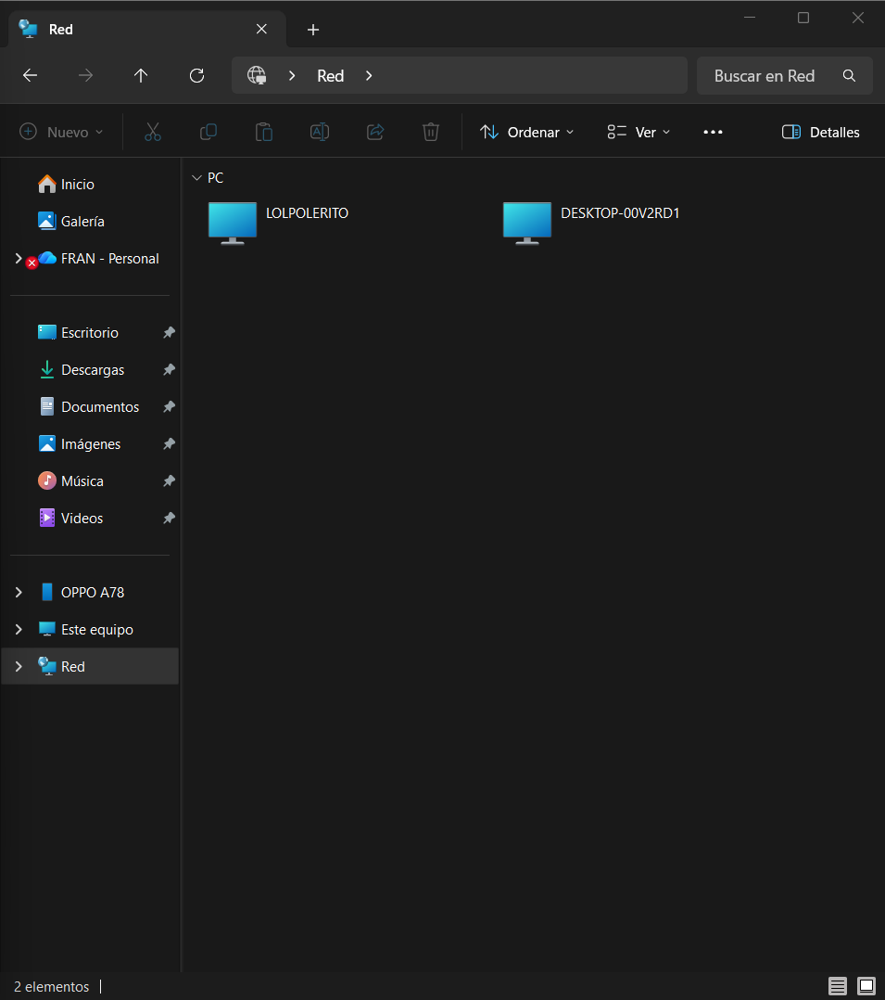 Red
Red
Buscar en Red
Nuevo
Ordenar
Ver
Detalles
Inicio
Galería
FRAN - Personal
Escritorio
Descargas
Documentos
Imágenes
Música
Videos
OPPO A78
Este equipo
Red
PC
LOLPOLERITO
DESKTOP-00V2RD1
2 elementos